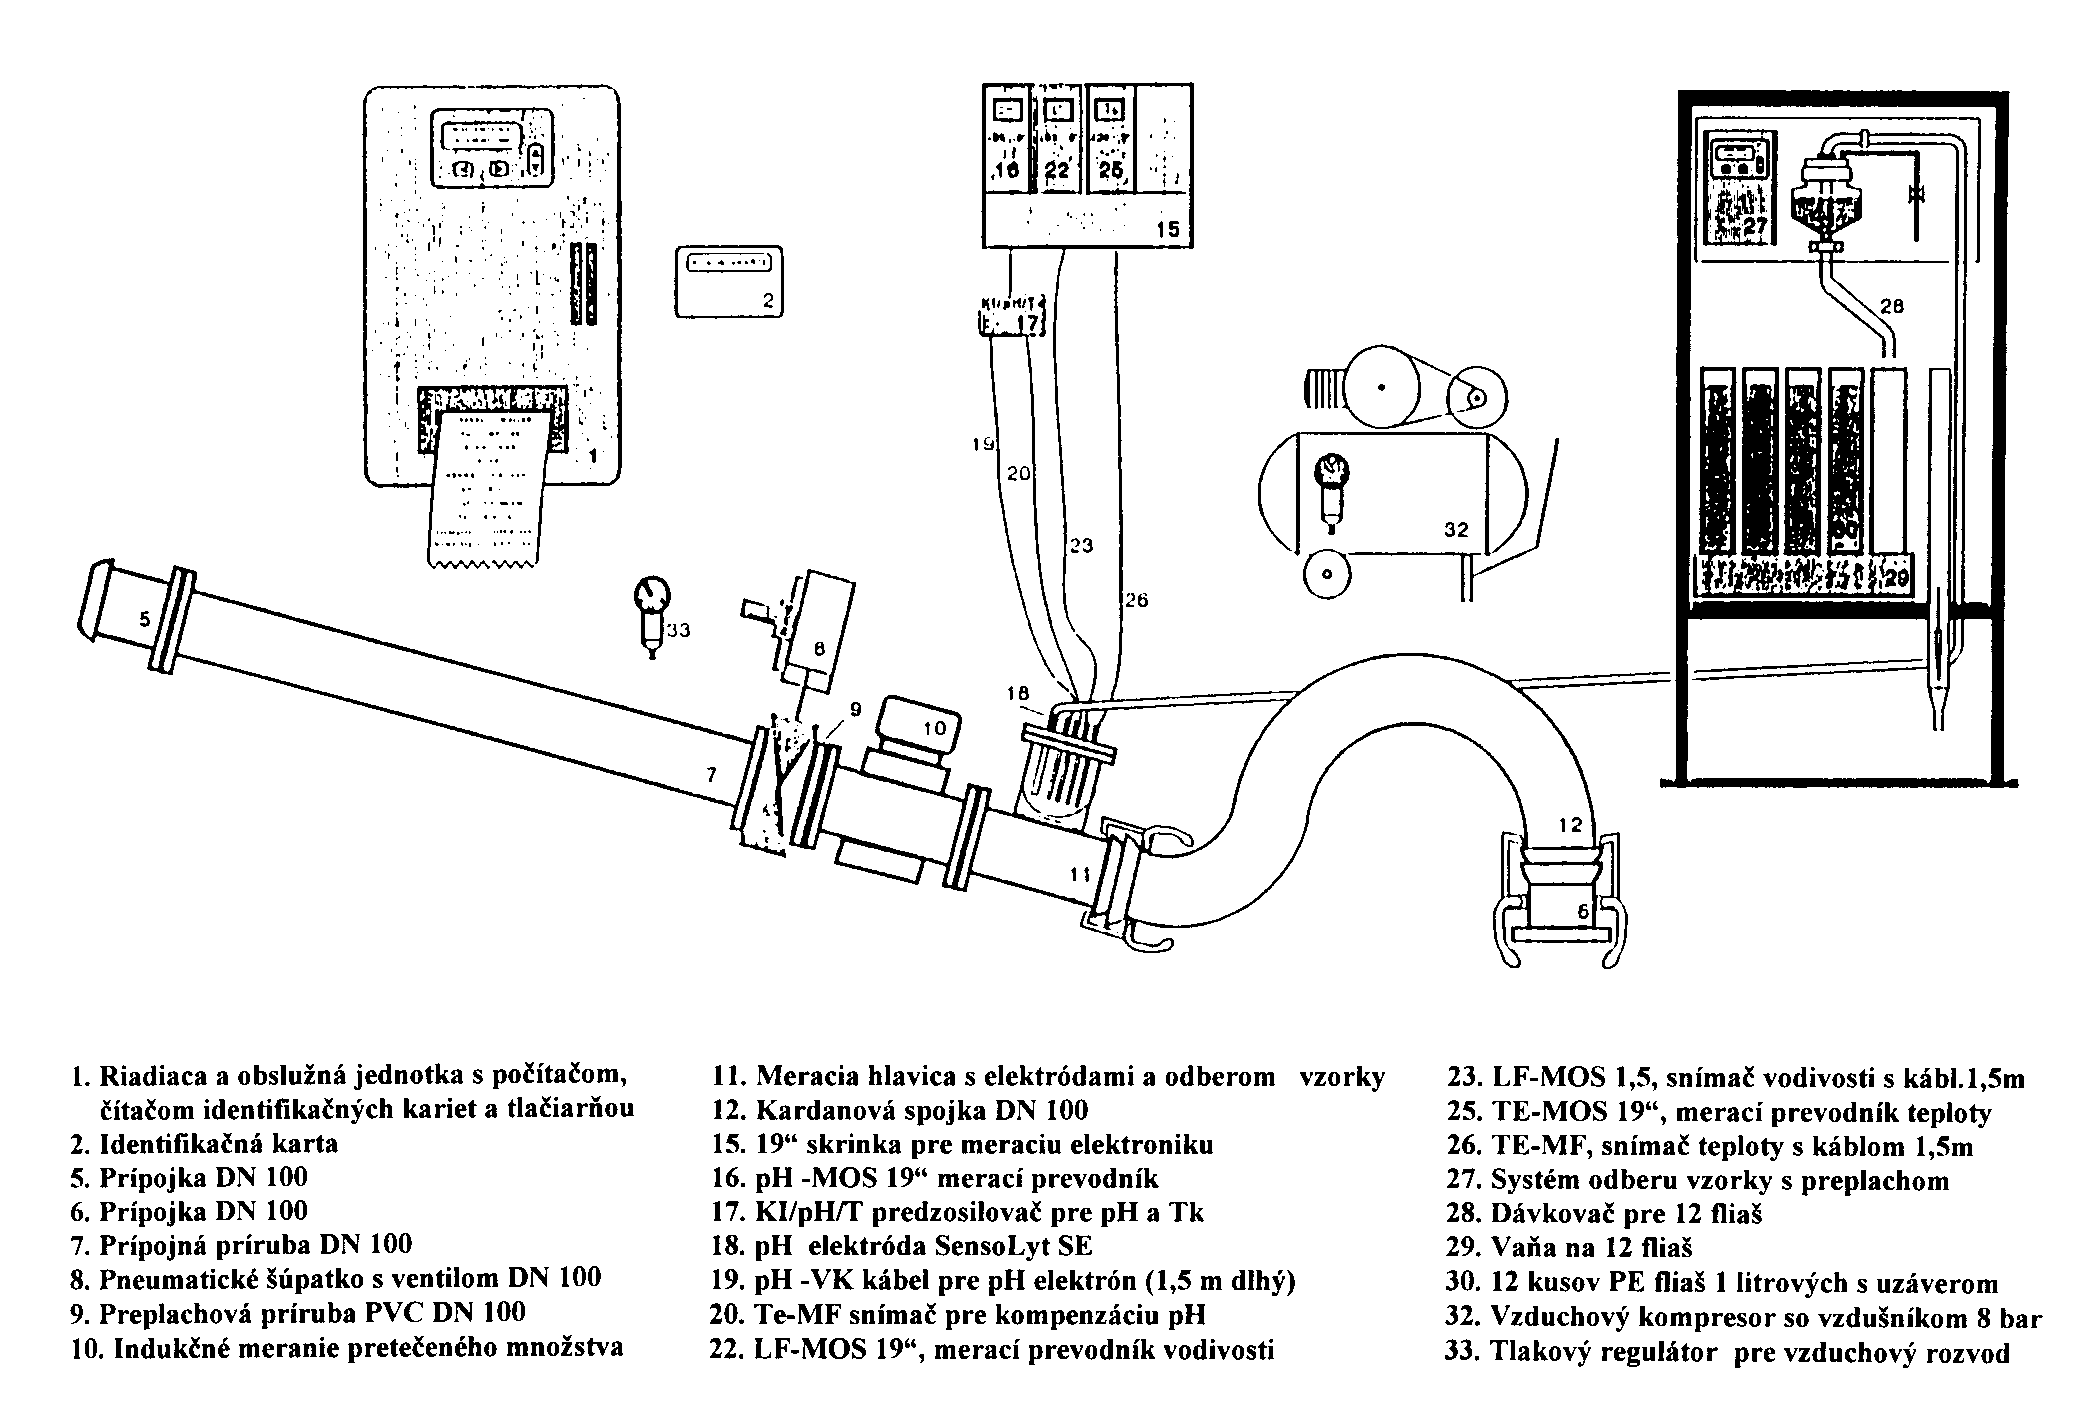 1
2
16
22
25
15
KI/pH/T
17
19
20
23
26
32
27
28
29
5
33
8
9
10
7
18
11
12
6
1. Riadiaca a obslužná jednotka s počítačom,
čítačom identifikačných kariet a tlačiarňou
2. Identifikačná karta
5. Prípojka DN 100
6. Prípojka DN 100
7. Prípojná príruba DN 100
8. Pneumatické šúpatko s ventilom DN 100
9. Preplachová príruba PVC DN 100
10. Indukčné meranie pretečeného množstva
11. Meracia hlavica s elektródami a odberom vzorky
12. Kardanová spojka DN 100
15. 19“ skrinka pre meraciu elektroniku
16. pH -MOS 19“ merací prevodník
17. KI/pH/T predzosilovač pre pH a Tk
18. pH elektróda SensoLyt SE
19. pH -VK kábel pre pH elektrón (1,5 m dlhý)
20. Te-MF snímač pre kompenzáciu pH
22. LF-MOS 19“, merací prevodník vodivosti
23. LF-MOS 1,5, snímač vodivosti s kábl.1,5m
25. TE-MOS 19“, merací prevodník teploty
26. TE-MF, snímač teploty s káblom 1,5m
27. Systém odberu vzorky s preplachom
28. Dávkovač pre 12 fliaš
29. Vaňa na 12 fliaš
30. 12 kusov PE fliaš 1 litrových s uzáverom
32. Vzduchový kompresor so vzdušníkom 8 bar
33. Tlakový regulátor pre vzduchový rozvod